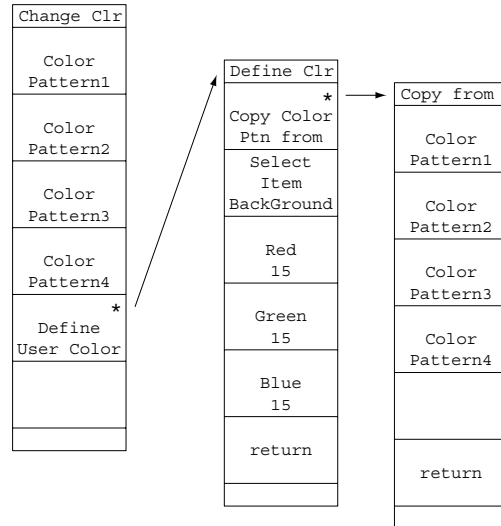 Change Clr
Color
Pattern1
Color
Pattern2
Color
Pattern3
Color
Pattern4
*
Define
User Color
Define Clr
*
Copy Color
Ptn from
Select
Item
BackGround
Red
15
Green
15
Blue
15
return
Copy from
Color
Pattern1
Color
Pattern2
Color
Pattern3
Color
Pattern4
return